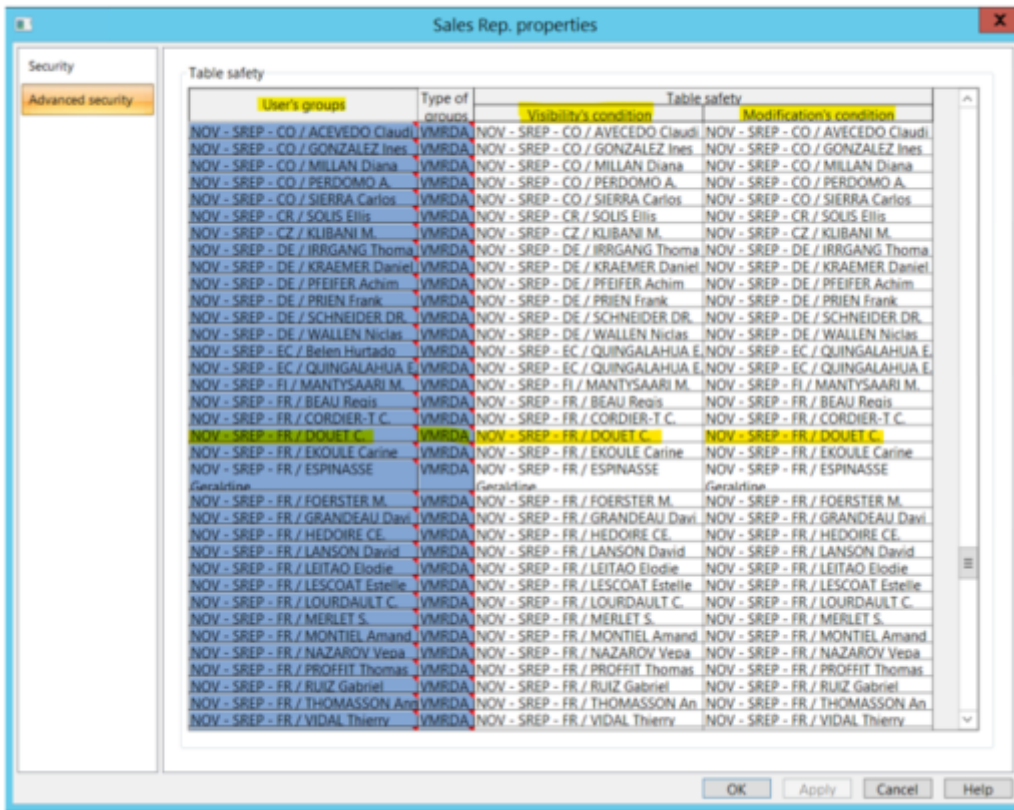 Sales Rep. properties
X
Security
Advanced security
Table safety
User's groups Type of groups Table safety
Visibility's condition Modification's condition
NOV - SREP - CO / ACEVEDO Claudi VMRDA NOV - SREP - CO / AVECEDO Claudi NOV - SREP - CO / AVECEDO Claudi
NOV - SREP - CO / GONZALEZ Ines VMRDA NOV - SREP - CO / GONZALEZ Ines NOV - SREP - CO / GONZALEZ Ines
NOV - SREP - CO / MILLAN Diana VMRDA NOV - SREP - CO / MILLAN Diana NOV - SREP - CO / MILLAN Diana
NOV - SREP - CO / PERDOMO A. VMRDA NOV - SREP - CO / PERDOMO A. NOV - SREP - CO / PERDOMO A.
NOV - SREP - CO / SIERRA Carlos VMRDA NOV - SREP - CO / SIERRA Carlos NOV - SREP - CO / SIERRA Carlos
NOV - SREP - CR / SOLIS Ellis VMRDA NOV - SREP - CR / SOLIS Ellis NOV - SREP - CR / SOLIS Ellis
NOV - SREP - CZ / KLIBANI M. VMRDA NOV - SREP - CZ / KLIBANI M. NOV - SREP - CZ / KLIBANI M.
NOV - SREP - DE / IRRGANG Thoma VMRDA NOV - SREP - DE / IRRGANG Thoma NOV - SREP - DE / IRRGANG Thoma
NOV - SREP - DE / KRAEMER Daniel VMRDA NOV - SREP - DE / KRAEMER Daniel NOV - SREP - DE / KRAEMER Daniel
NOV - SREP - DE / PFEIFER Achim VMRDA NOV - SREP - DE / PFEIFER Achim NOV - SREP - DE / PFEIFER Achim
NOV - SREP - DE / PRIEN Frank VMRDA NOV - SREP - DE / PRIEN Frank NOV - SREP - DE / PRIEN Frank
NOV - SREP - DE / SCHNEIDER DR. VMRDA NOV - SREP - DE / SCHNEIDER DR. NOV - SREP - DE / SCHNEIDER DR.
NOV - SREP - DE / WALLEN Niclas VMRDA NOV - SREP - DE / WALLEN Niclas NOV - SREP - DE / WALLEN Niclas
NOV - SREP - EC / Belen Hurtado VMRDA NOV - SREP - EC / QUINGALAHUA E. NOV - SREP - EC / QUINGALAHUA E.
NOV - SREP - EC / QUINGALAHUA E. VMRDA NOV - SREP - EC / QUINGALAHUA E. NOV - SREP - EC / QUINGALAHUA E.
NOV - SREP - FI / MANTYSAARI M. VMRDA NOV - SREP - FI / MANTYSAARI M. NOV - SREP - FI / MANTYSAARI M.
NOV - SREP - FR / BEAU Regis VMRDA NOV - SREP - FR / BEAU Regis NOV - SREP - FR / BEAU Regis
NOV - SREP - FR / CORDIER-T C. VMRDA NOV - SREP - FR / CORDIER-T C. NOV - SREP - FR / CORDIER-T C.
NOV - SREP - FR / DOUET C. VMRDA NOV - SREP - FR / DOUET C. NOV - SREP - FR / DOUET C.
NOV - SREP - FR / EKOULE Carine VMRDA NOV - SREP - FR / EKOULE Carine NOV - SREP - FR / EKOULE Carine
NOV - SREP - FR / ESPINASSE VMRDA NOV - SREP - FR / ESPINASSE NOV - SREP - FR / ESPINASSE
Geraldine Geraldine Geraldine
NOV - SREP - FR / FOERSTER M. VMRDA NOV - SREP - FR / FOERSTER M. NOV - SREP - FR / FOERSTER M.
NOV - SREP - FR / GRANDEAU Davi VMRDA NOV - SREP - FR / GRANDEAU Davi NOV - SREP - FR / GRANDEAU Davi
NOV - SREP - FR / HEDOIRE CE. VMRDA NOV - SREP - FR / HEDOIRE CE. NOV - SREP - FR / HEDOIRE CE.
NOV - SREP - FR / LANSON David VMRDA NOV - SREP - FR / LANSON David NOV - SREP - FR / LANSON David
NOV - SREP - FR / LEITAO Elodie VMRDA NOV - SREP - FR / LEITAO Elodie NOV - SREP - FR / LEITAO Elodie
NOV - SREP - FR / LESCOAT Estelle VMRDA NOV - SREP - FR / LESCOAT Estelle NOV - SREP - FR / LESCOAT Estelle
NOV - SREP - FR / LOURDAULT C. VMRDA NOV - SREP - FR / LOURDAULT C. NOV - SREP - FR / LOURDAULT C.
NOV - SREP - FR / MERLET S. VMRDA NOV - SREP - FR / MERLET S. NOV - SREP - FR / MERLET S.
NOV - SREP - FR / MONTIEL Amand VMRDA NOV - SREP - FR / MONTIEL Amand NOV - SREP - FR / MONTIEL Amand
NOV - SREP - FR / NAZAROV Vepa VMRDA NOV - SREP - FR / NAZAROV Vepa NOV - SREP - FR / NAZAROV Vepa
NOV - SREP - FR / PROFFIT Thomas VMRDA NOV - SREP - FR / PROFFIT Thomas NOV - SREP - FR / PROFFIT Thomas
NOV - SREP - FR / RUIZ Gabriel VMRDA NOV - SREP - FR / RUIZ Gabriel NOV - SREP - FR / RUIZ Gabriel
NOV - SREP - FR / THOMASSON Ann VMRDA NOV - SREP - FR / THOMASSON An NOV - SREP - FR / THOMASSON An
NOV - SREP - FR / VIDAL Thierry VMRDA NOV - SREP - FR / VIDAL Thierry NOV - SREP - FR / VIDAL Thierry
OK Apply Cancel Help